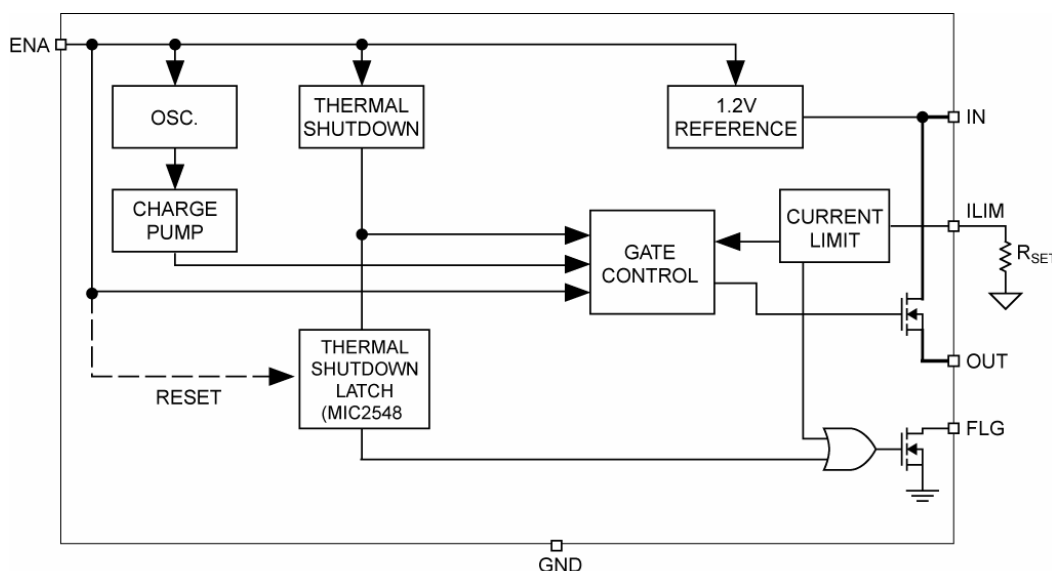 ENA
OSC.
THERMAL
SHUTDOWN
1.2V
REFERENCE
IN
CHARGE
PUMP
GATE
CONTROL
CURRENT
LIMIT
ILIM
RSET
THERMAL
SHUTDOWN
LATCH
(MIC2548
RESET
OUT
FLG
GND